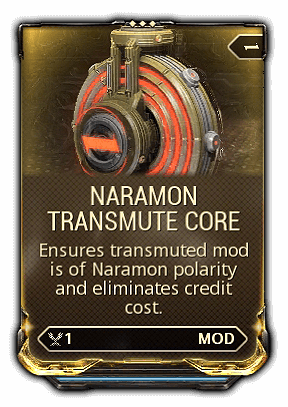 1
NARAMON
TRANSMUTE CORE
Ensures transmuted mod
is of Naramon polarity
and eliminates credit
cost.
1 MOD